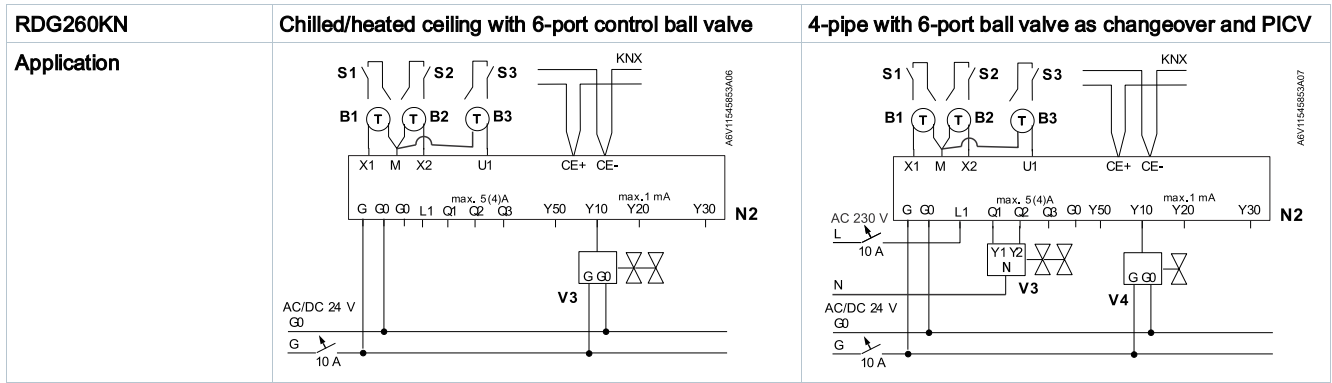 RDG260KN
Chilled/heated ceiling with 6-port control ball valve
4-pipe with 6-port ball valve as changeover and PICV
Application
KNX
S1 S2 S3
B1 T T B2 T B3
A6V11545853A06
X1 M X2 U1 CE+ CE-
max. 5(4)A max.1 mA
G G0 G0 L1 Q1 Q2 Q3 Y50 Y10 Y20 Y30
N2
G G0
V3
AC/DC 24 V
G0
G
10 A
KNX
S1 S2 S3
B1 T T B2 T B3
A6V11545853A07
X1 M X2 U1 CE+ CE-
max. 5(4)A max.1 mA
G G0 L1 Q1 Q2 Q3 G0 Y50 Y10 Y20 Y30
N2
AC 230 V
L
10 A
Y1 Y2
N
V3
G G0
V4
N
AC/DC 24 V
G0
G
10 A